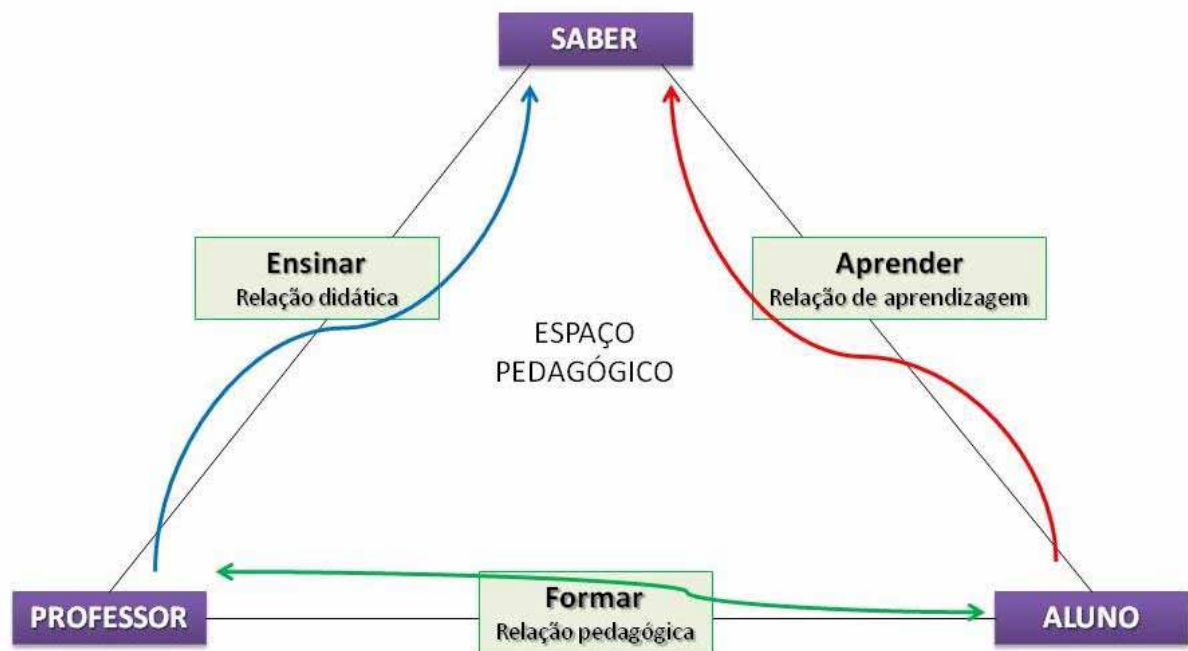 SABER
Ensinar
Relação didática
Aprender
Relação de aprendizagem
ESPAÇO
PEDAGÓGICO
PROFESSOR
Formar
Relação pedagógica
ALUNO